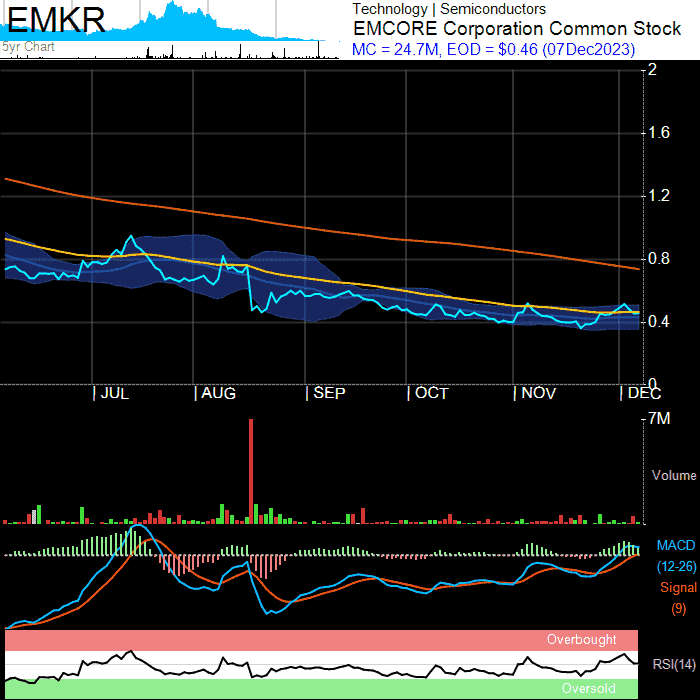 EMKR
5yr Chart
Technology | Semiconductors
EMCORE Corporation Common Stock
MC = 24.7M, EOD = $0.46 (07Dec2023)
2
1.6
1.2
0.8
0.4
0
| JUL | AUG | SEP | OCT | NOV | DEC
7M
Volume
MACD
(12-26)
Signal
(9)
Overbought
RSI(14)
Oversold